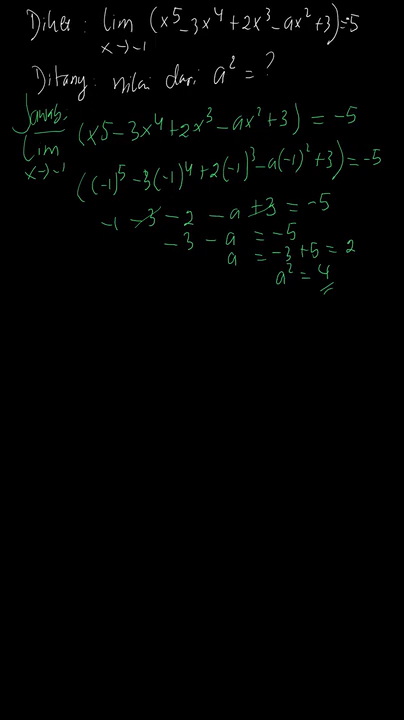 Diket : lim x→-1 (x⁵-3x⁴+2x³-ax²+3)=-5
Ditanya: nilai dari a² = ?
Jawab:
lim x→-1 (x5-3x⁴+2x³-ax²+3) = -5
((-1)⁵-3(-1)⁴+2(-1)³-a(-1)²+3)=-5
-1 -3 - 2 - a +3 = -5
-3 - a = -5
a = -3 +5 = 2
a² = 4